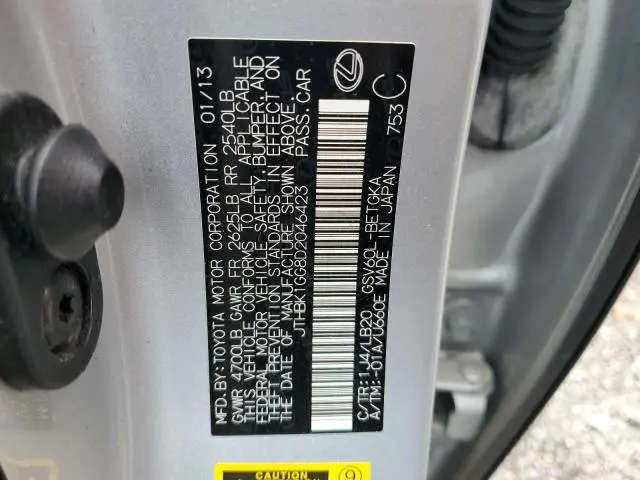 MFD. BY: TOYOTA MOTOR CORPORATION 01/13
GVWR 4700LB GAWR FR 2625LB RR 2540LB
THIS VEHICLE CONFORMS TO ALL APPLICABLE
FEDERAL MOTOR VEHICLE SAFETY, BUMPER, AND
THEFT PREVENTION STANDARDS IN EFFECT ON
THE DATE OF MANUFACTURE SHOWN ABOVE.
JTHBK1GG8D2046423 PASS. CAR
C/TR: 1J4/LB20 GSV60L-BETGKA
A/TM: -01A/U660E MADE IN JAPAN
753 C
CAUTION
9